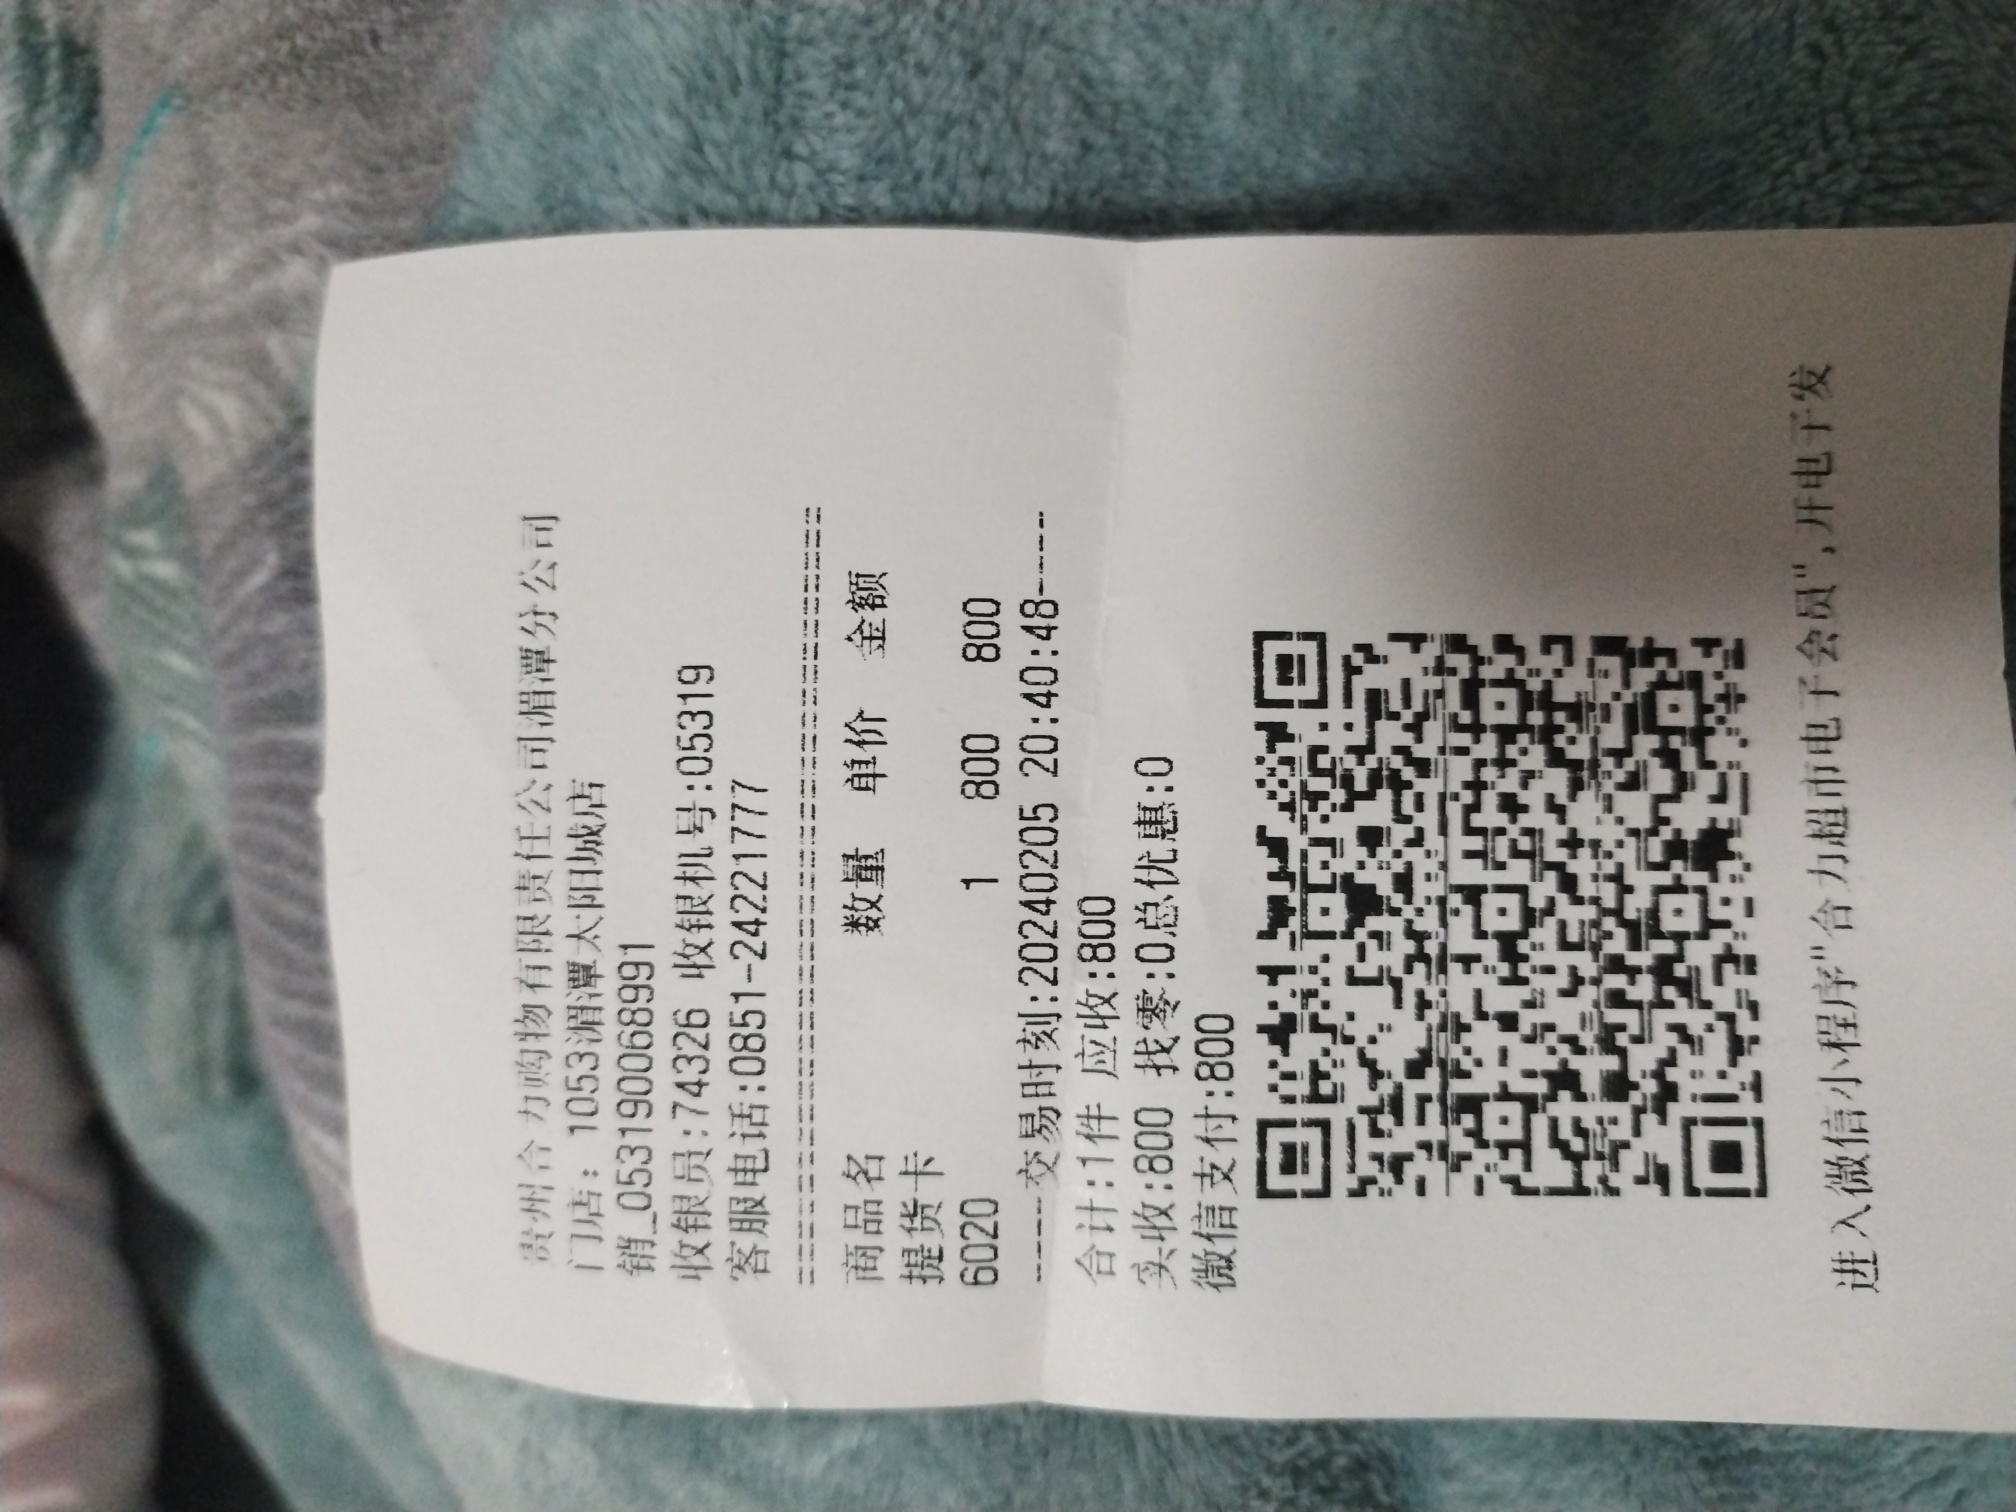 贵州合力购物有限责任公司湄潭分公司
门店：1053湄潭太阳城店
销_0531900689​91
收银员:74326 收银机号:05319
客服电话:0851-24221777
================================
商品名 数量 单价 金额
提货卡
6020 1 800 800
----交易时刻:20240205 20:40:48----
合计:1件 应收:800
实收:800 找零:0总优惠:0
微信支付:800
进入微信小程序"合力超市电子会员",开电子发